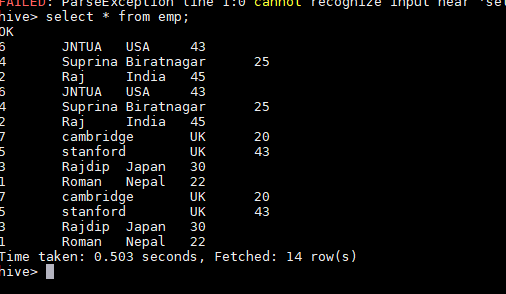 FAILED: ParseException line 1:0 cannot recognize input near 'sel
hive> select * from emp;
OK
6 JNTUA USA 43
4 Suprina Biratnagar 25
2 Raj India 45
6 JNTUA USA 43
4 Suprina Biratnagar 25
2 Raj India 45
7 cambridge UK 20
5 stanford UK 43
3 Rajdip Japan 30
1 Roman Nepal 22
7 cambridge UK 20
5 stanford UK 43
3 Rajdip Japan 30
1 Roman Nepal 22
Time taken: 0.503 seconds, Fetched: 14 row(s)
hive>